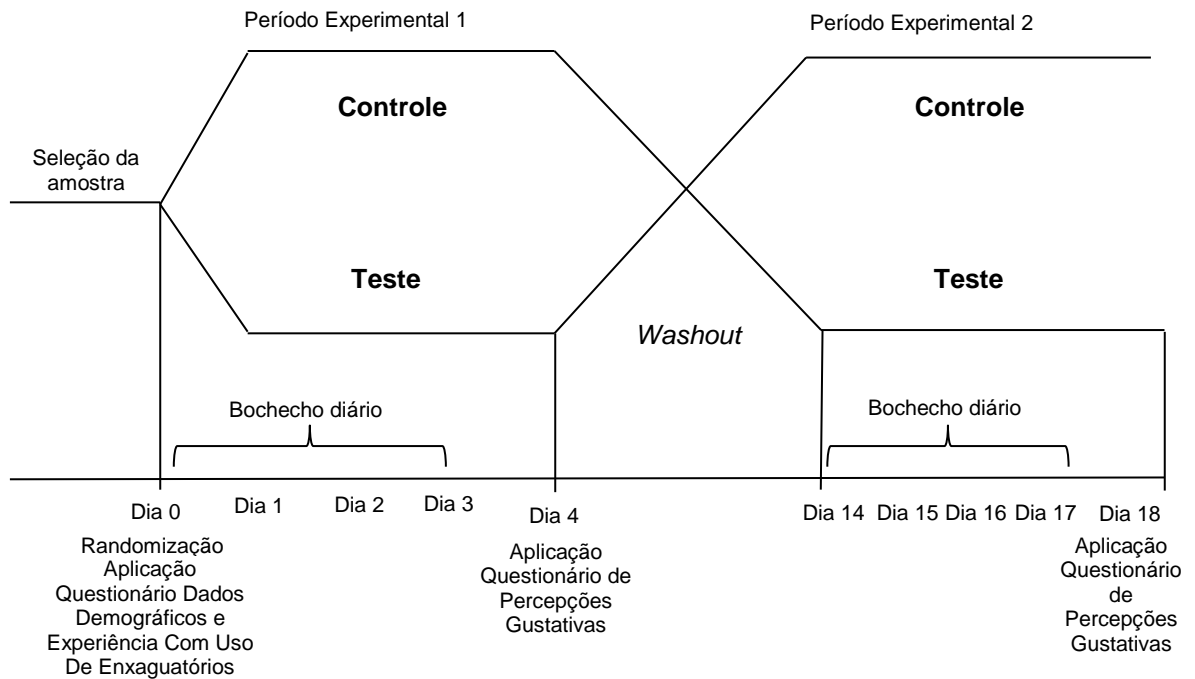 Período Experimental 1
Período Experimental 2
Controle
Controle
Seleção da
amostra
Teste
Teste
Washout
Bochecho diário
Bochecho diário
Dia 0
Dia 1
Dia 2
Dia 3
Dia 4
Dia 14
Dia 15
Dia 16
Dia 17
Dia 18
Randomização
Aplicação
Questionário Dados
Demográficos e
Experiência Com Uso
De Enxaguatórios
Aplicação
Questionário de
Percepções
Gustativas
Aplicação
Questionário
de
Percepções
Gustativas